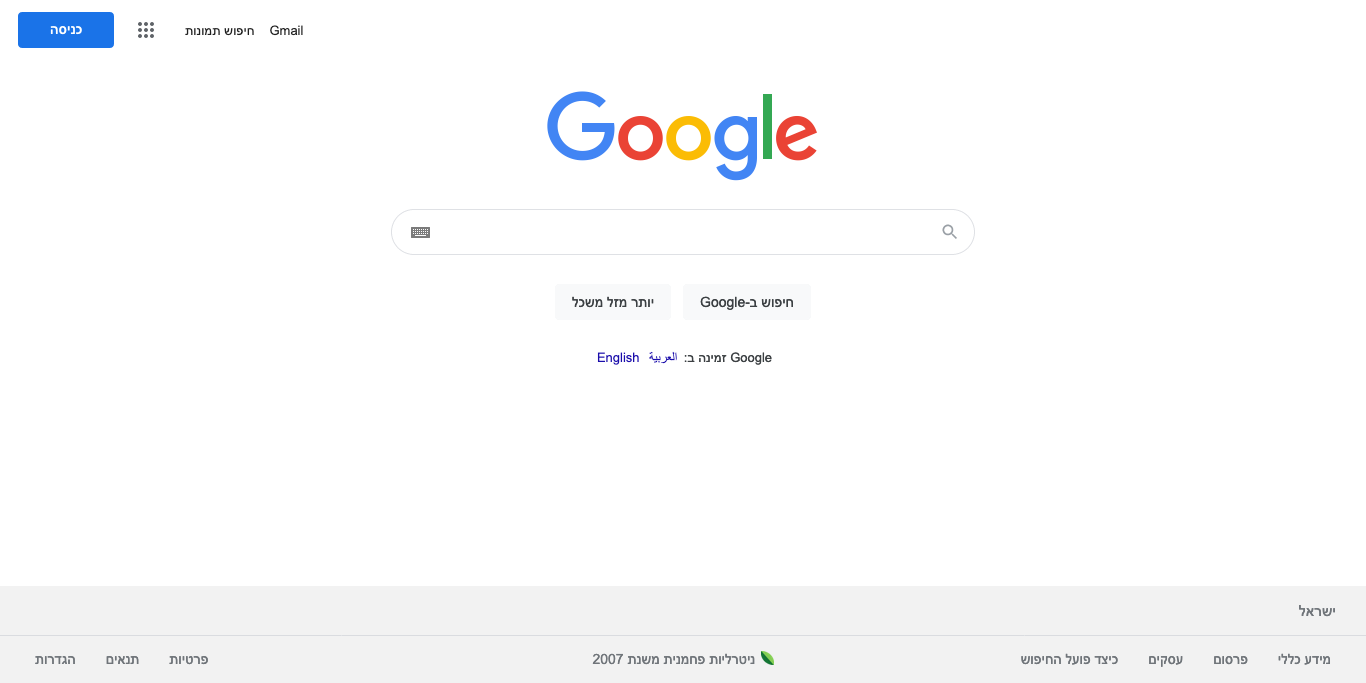 Gmail
חיפוש תמונות
כניסה
Google
חיפוש ב-Google
יותר מזל משכל
Google זמינה ב: العربية English
ישראל
מידע כללי
פרסום
עסקים
כיצד פועל החיפוש
ניטרליות פחמנית משנת 2007
פרטיות
תנאים
הגדרות